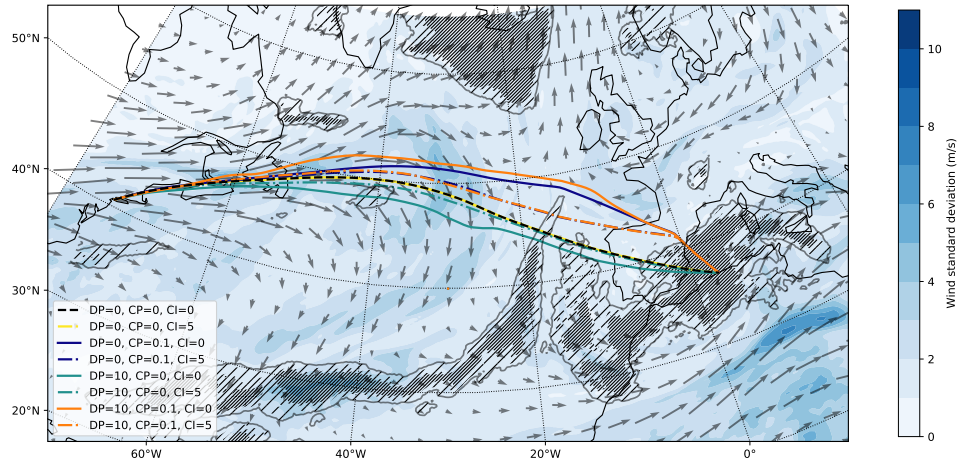 50°N
40°N
30°N
20°N
60°W
40°W
20°W
0°
DP=0, CP=0, CI=0
DP=0, CP=0, CI=5
DP=0, CP=0.1, CI=0
DP=0, CP=0.1, CI=5
DP=10, CP=0, CI=0
DP=10, CP=0, CI=5
DP=10, CP=0.1, CI=0
DP=10, CP=0.1, CI=5
10
8
6
4
2
0
Wind standard deviation (m/s)